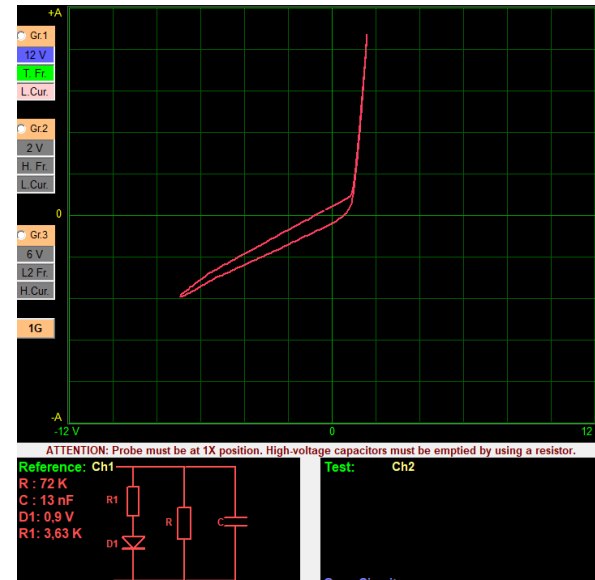 +A
Gr.1
12 V
T. Fr.
L.Cur.
Gr.2
2 V
H. Fr.
L.Cur.
0
Gr.3
6 V
L2 Fr.
H.Cur.
1G
-A
-12 V
0
12
ATTENTION: Probe must be at 1X position. High-voltage capacitors must be emptied by using a resistor.
Reference: Ch1
R : 72 K
C : 13 nF
D1: 0,9 V
R1: 3,63 K
R1
R
C
D1
Test: Ch2